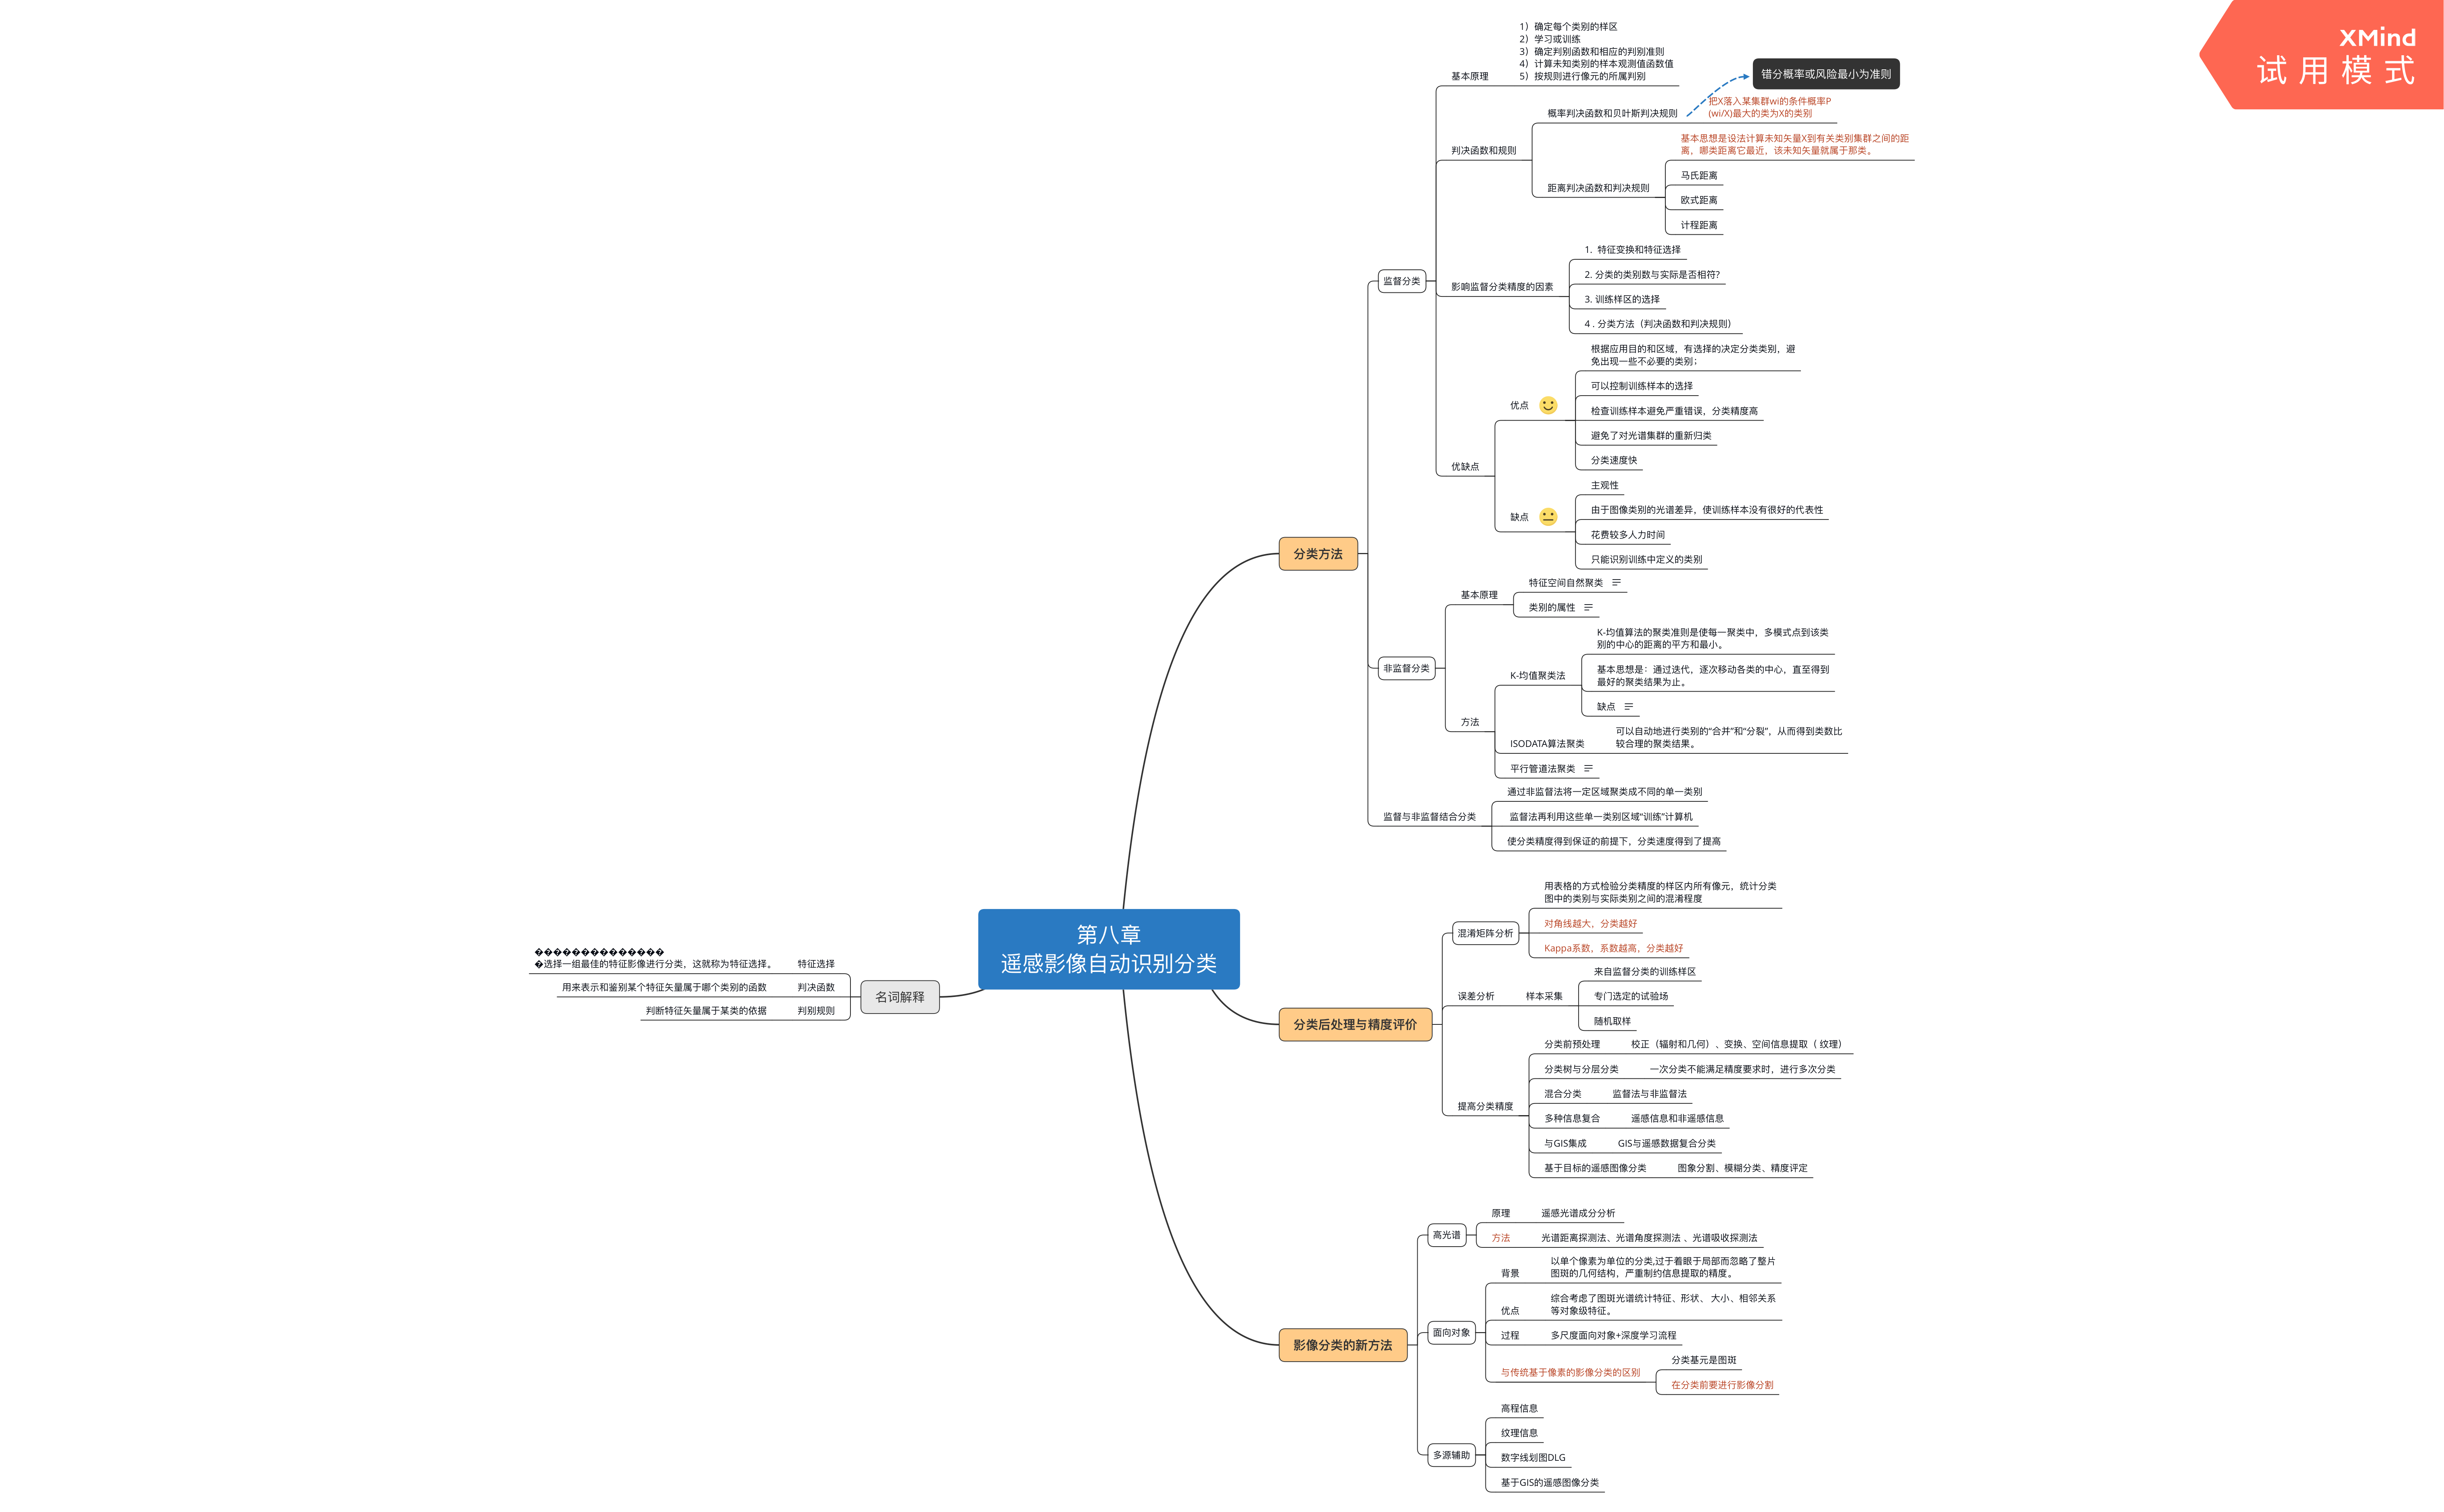 XMind
试用模式
1）确定每个类别的样区
2）学习或训练
3）确定判别函数和相应的判别准则
4）计算未知类别的样本观测值函数值
5）按规则进行像元的所属判别
基本原理
错分概率或风险最小为准则
把X落入某集群wi的条件概率P
(wi/X)最大的类为X的类别
概率判决函数和贝叶斯判决规则
基本思想是设法计算未知矢量X到有关类别集群之间的距
离，哪类距离它最近，该未知矢量就属于那类。
判决函数和规则
马氏距离
距离判决函数和判决规则
欧式距离
计程距离
1. 特征变换和特征选择
2. 分类的类别数与实际是否相符?
监督分类
影响监督分类精度的因素
3. 训练样区的选择
4 . 分类方法（判决函数和判决规则）
根据应用目的和区域，有选择的决定分类类别，避
免出现一些不必要的类别；
可以控制训练样本的选择
优点
检查训练样本避免严重错误，分类精度高
避免了对光谱集群的重新归类
分类速度快
优缺点
主观性
由于图像类别的光谱差异，使训练样本没有很好的代表性
缺点
花费较多人力时间
只能识别训练中定义的类别
分类方法
特征空间自然聚类
基本原理
类别的属性
K-均值算法的聚类准则是使每一聚类中，多模式点到该类
别的中心的距离的平方和最小。
非监督分类
基本思想是：通过迭代，逐次移动各类的中心，直至得到
最好的聚类结果为止。
K-均值聚类法
缺点
方法
可以自动地进行类别的“合并”和“分裂”，从而得到类数比
较合理的聚类结果。
ISODATA算法聚类
平行管道法聚类
通过非监督法将一定区域聚类成不同的单一类别
监督与非监督结合分类
监督法再利用这些单一类别区域“训练”计算机
使分类精度得到保证的前提下，分类速度得到了提高
第八章
遥感影像自动识别分类
�选择一组最佳的特征影像进行分类，这就称为特征选择。
特征选择
用来表示和鉴别某个特征矢量属于哪个类别的函数
判决函数
名词解释
判断特征矢量属于某类的依据
判别规则
用表格的方式检验分类精度的样区内所有像元，统计分类
图中的类别与实际类别之间的混淆程度
混淆矩阵分析
对角线越大，分类越好
Kappa系数，系数越高，分类越好
来自监督分类的训练样区
误差分析
样本采集
专门选定的试验场
随机取样
分类后处理与精度评价
分类前预处理
校正（辐射和几何）、变换、空间信息提取（ 纹理）
分类树与分层分类
一次分类不能满足精度要求时，进行多次分类
混合分类
监督法与非监督法
提高分类精度
多种信息复合
遥感信息和非遥感信息
与GIS集成
GIS与遥感数据复合分类
基于目标的遥感图像分类
图象分割、模糊分类、精度评定
原理
遥感光谱成分分析
高光谱
方法
光谱距离探测法、光谱角度探测法 、光谱吸收探测法
以单个像素为单位的分类,过于着眼于局部而忽略了整片
图斑的几何结构，严重制约信息提取的精度。
背景
综合考虑了图斑光谱统计特征、形状、 大小、相邻关系
等对象级特征。
优点
面向对象
过程
多尺度面向对象+深度学习流程
影像分类的新方法
与传统基于像素的影像分类的区别
分类基元是图斑
在分类前要进行影像分割
高程信息
纹理信息
多源辅助
数字线划图DLG
基于GIS的遥感图像分类